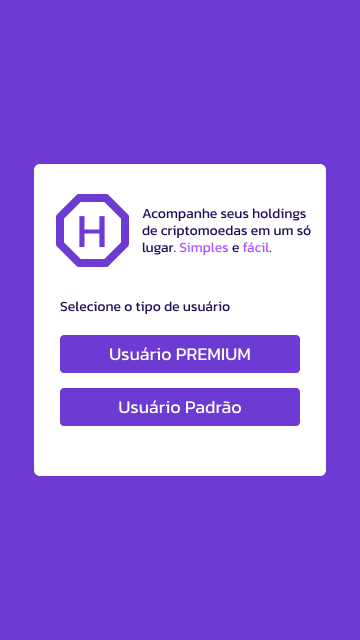 H
Acompanhe seus holdings
de criptomoedas em um só
lugar. Simples e fácil.
Selecione o tipo de usuário
Usuário PREMIUM
Usuário Padrão